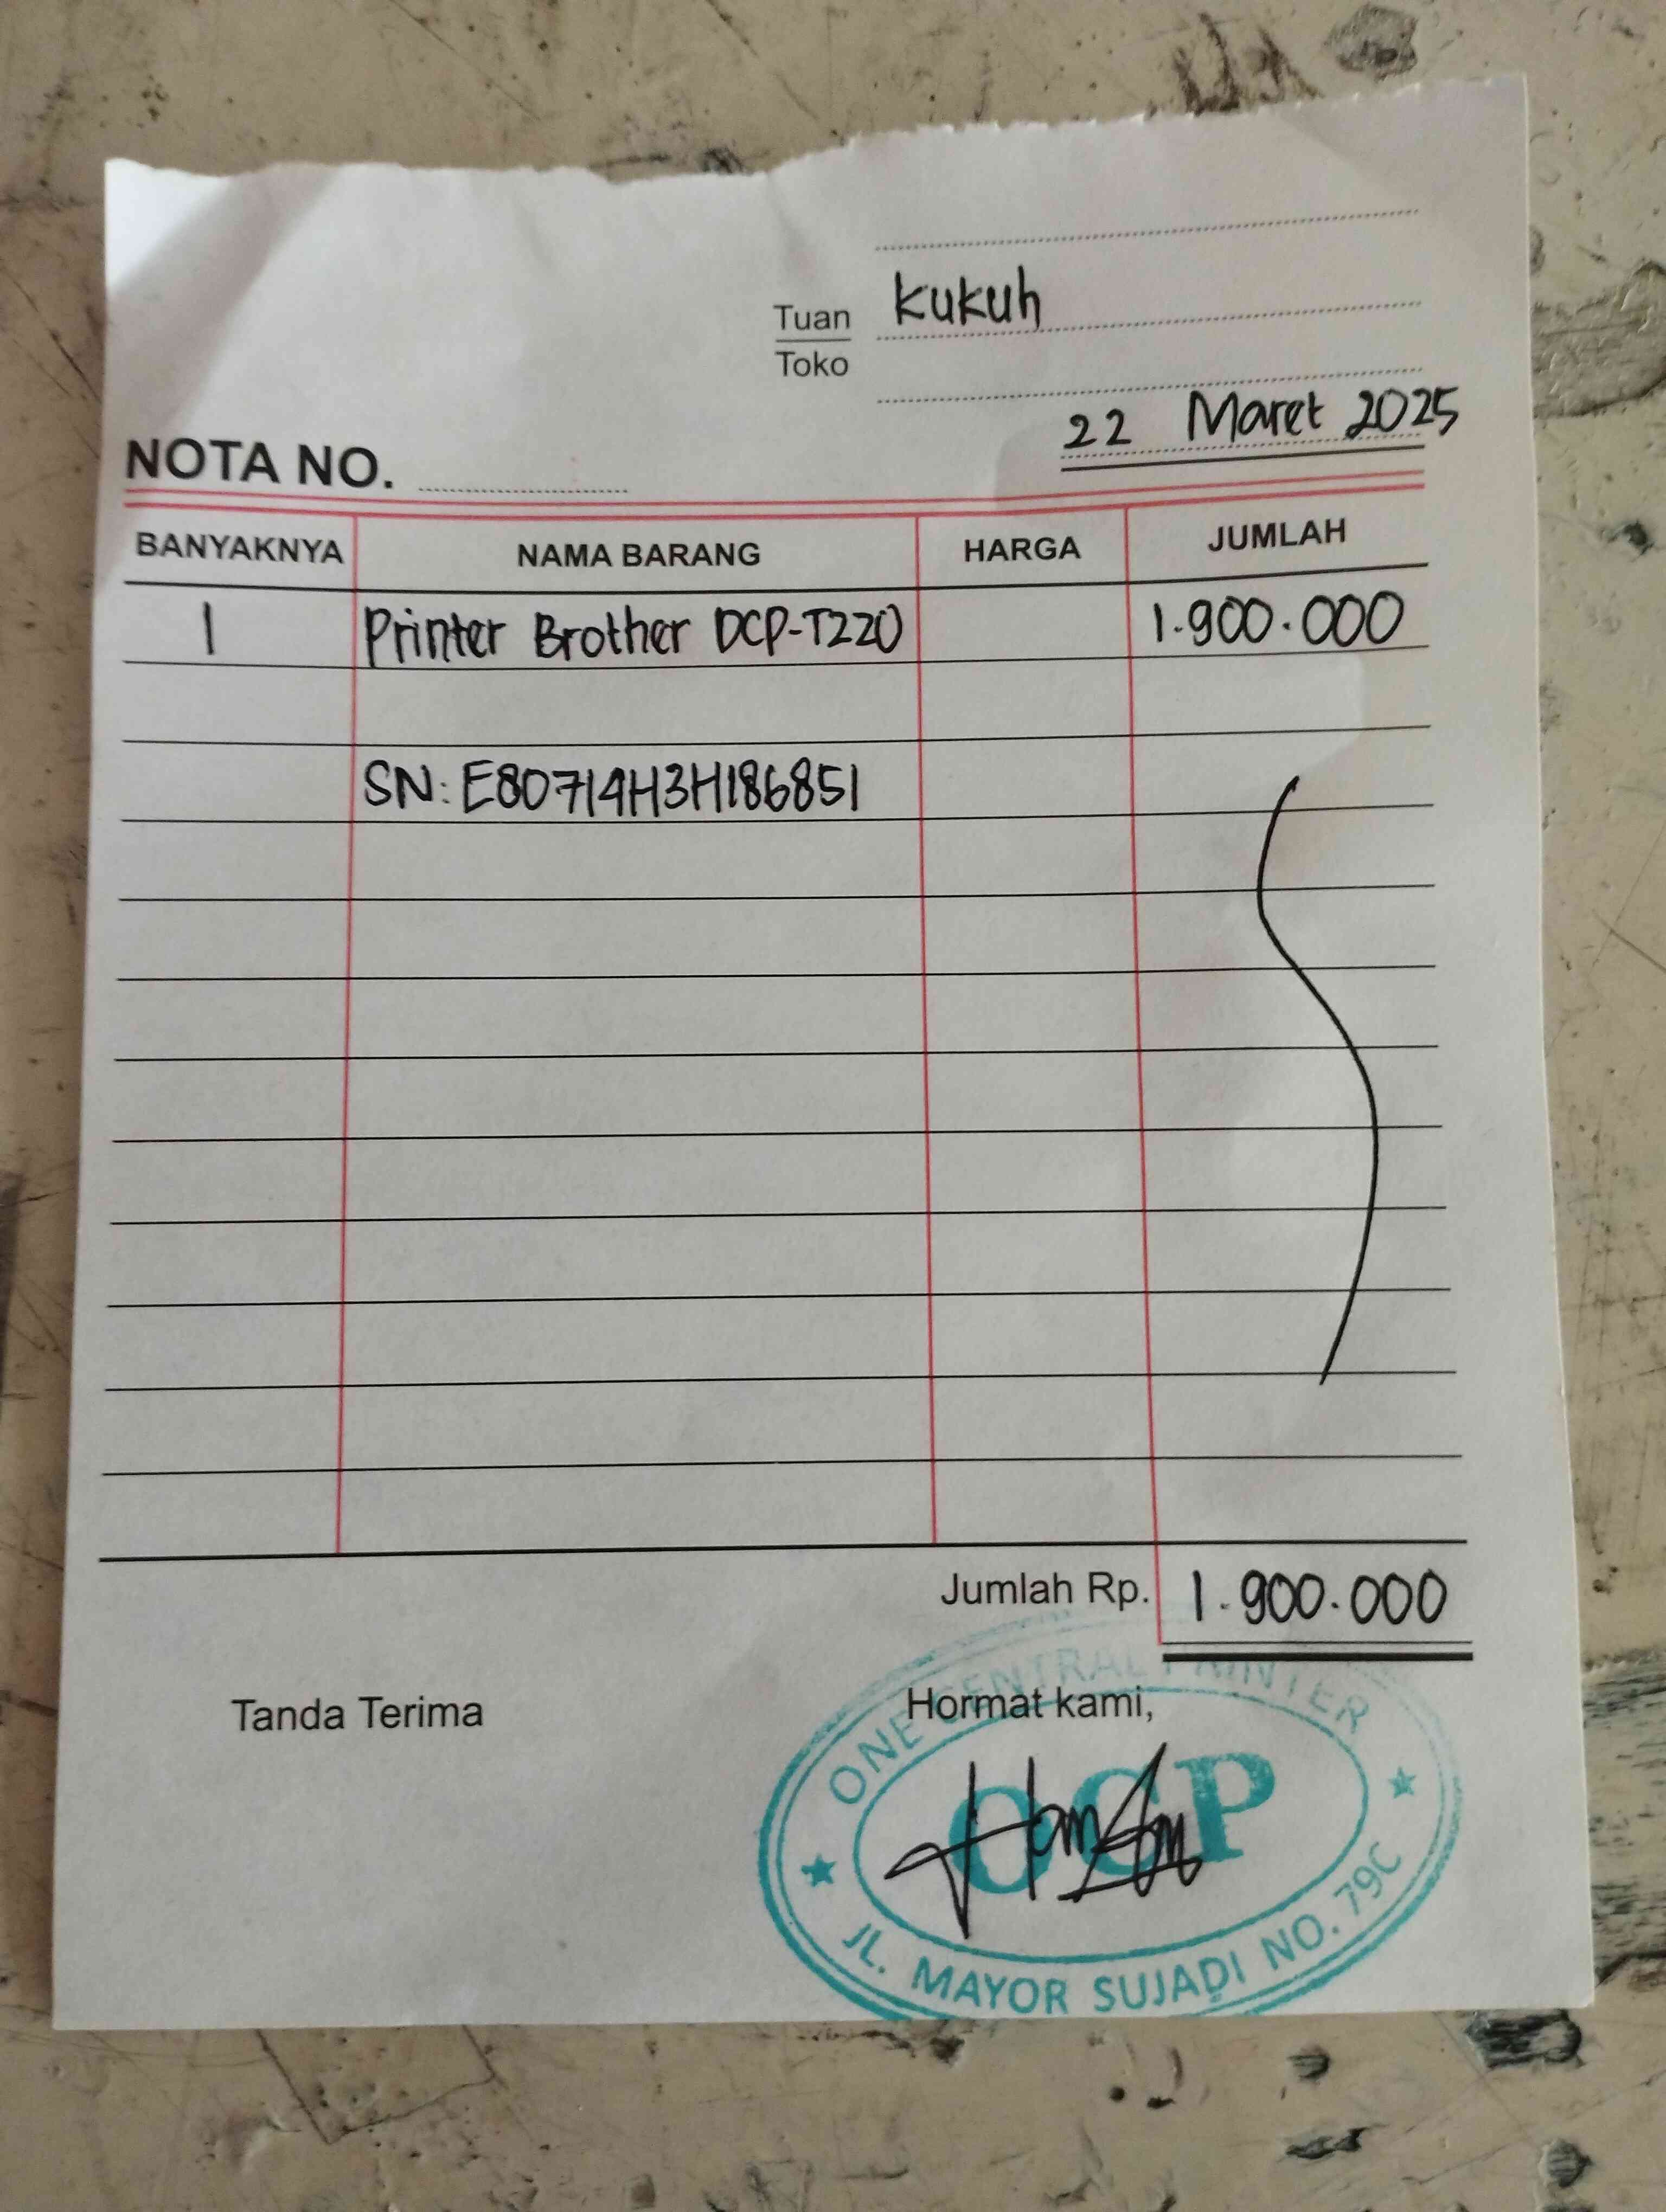 Kukuh
Tuan
Toko
22 Maret 2025
NOTA NO.
BANYAKNYA NAMA BARANG HARGA JUMLAH
1 Printer Brother DCP-T220 1.900.000
SN: E80714H3H186851
Jumlah Rp. 1.900.000
Tanda Terima Hormat kami,
ONE CENTRAL PRINTER
OCP
JL. MAYOR SUJADI NO. 79C